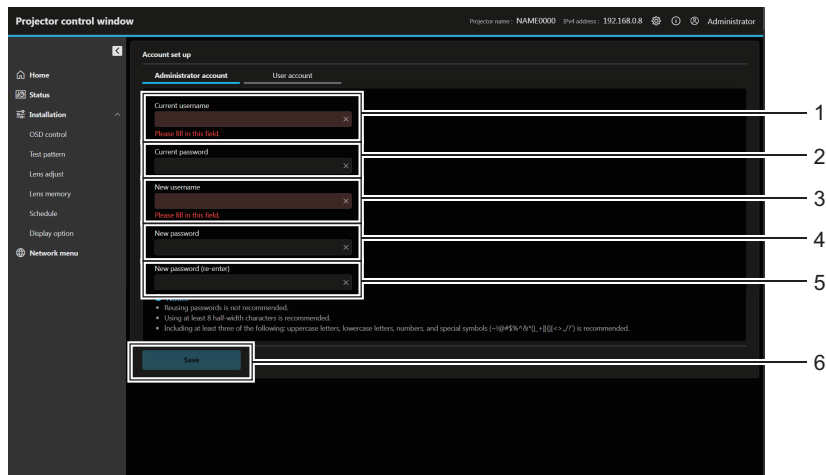 Projector control window
Projector name : NAME0000 IPv4 address : 192.168.0.8 Administrator
Account set up
Home
Administrator account User account
Status
Installation
Current username
Please fill in this field.
OSD control
Current password
Test pattern
Lens adjust
New username
Lens memory
Please fill in this field.
Schedule
New password
Display option
Network menu
New password (re-enter)
Reusing passwords is not recommended.
Using at least 8 half-width characters is recommended.
Including at least three of the following: uppercase letters, lowercase letters, numbers, and special symbols is recommended.
Save
1
2
3
4
5
6